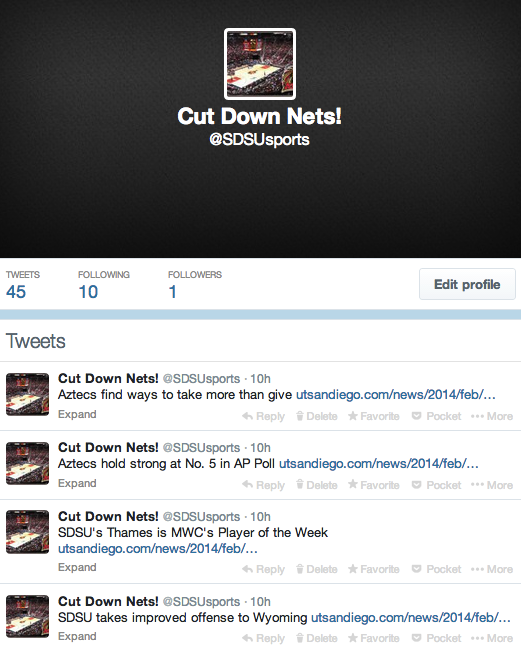 Cut Down Nets!
@SDSUsports
TWEETS FOLLOWING FOLLOWERS
45 10 1 Edit profile
Tweets
Cut Down Nets! @SDSUsports · 10h
Aztecs find ways to take more than give utsandiego.com/news/2014/feb/…
Expand Reply Delete Favorite Pocket More
Cut Down Nets! @SDSUsports · 10h
Aztecs hold strong at No. 5 in AP Poll utsandiego.com/news/2014/feb/…
Expand Reply Delete Favorite Pocket More
Cut Down Nets! @SDSUsports · 10h
SDSU's Thames is MWC's Player of the Week
utsandiego.com/news/2014/feb/…
Expand Reply Delete Favorite Pocket More
Cut Down Nets! @SDSUsports · 10h
SDSU takes improved offense to Wyoming utsandiego.com/news/2014/feb/…
Expand Reply Delete Favorite Pocket More